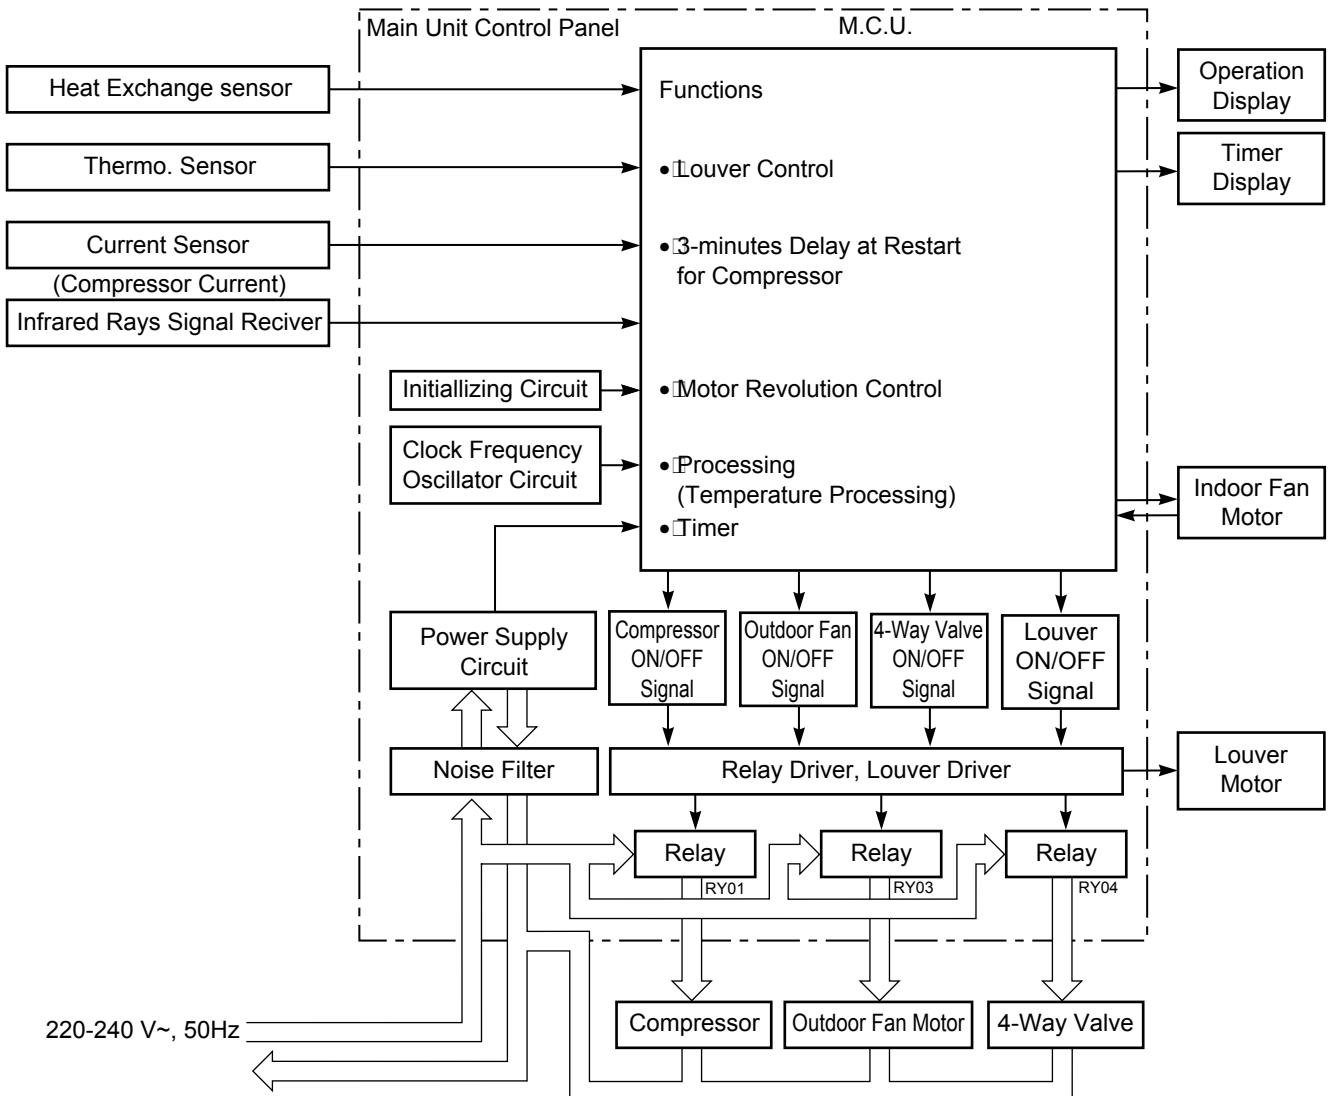 Main Unit Control Panel
M.C.U.
Heat Exchange sensor
Functions
Operation
Display
Thermo. Sensor
• Louver Control
Timer
Display
Current Sensor
(Compressor Current)
• 3-minutes Delay at Restart
for Compressor
Infrared Rays Signal Reciver
Initiallizing Circuit
• Motor Revolution Control
Clock Frequency
Oscillator Circuit
• Processing
(Temperature Processing)
• Timer
Indoor Fan
Motor
Power Supply
Circuit
Compressor
ON/OFF
Signal
Outdoor Fan
ON/OFF
Signal
4-Way Valve
ON/OFF
Signal
Louver
ON/OFF
Signal
Noise Filter
Relay Driver, Louver Driver
Louver
Motor
Relay
RY01
Relay
RY03
Relay
RY04
220-240 V~, 50Hz
Compressor
Outdoor Fan Motor
4-Way Valve